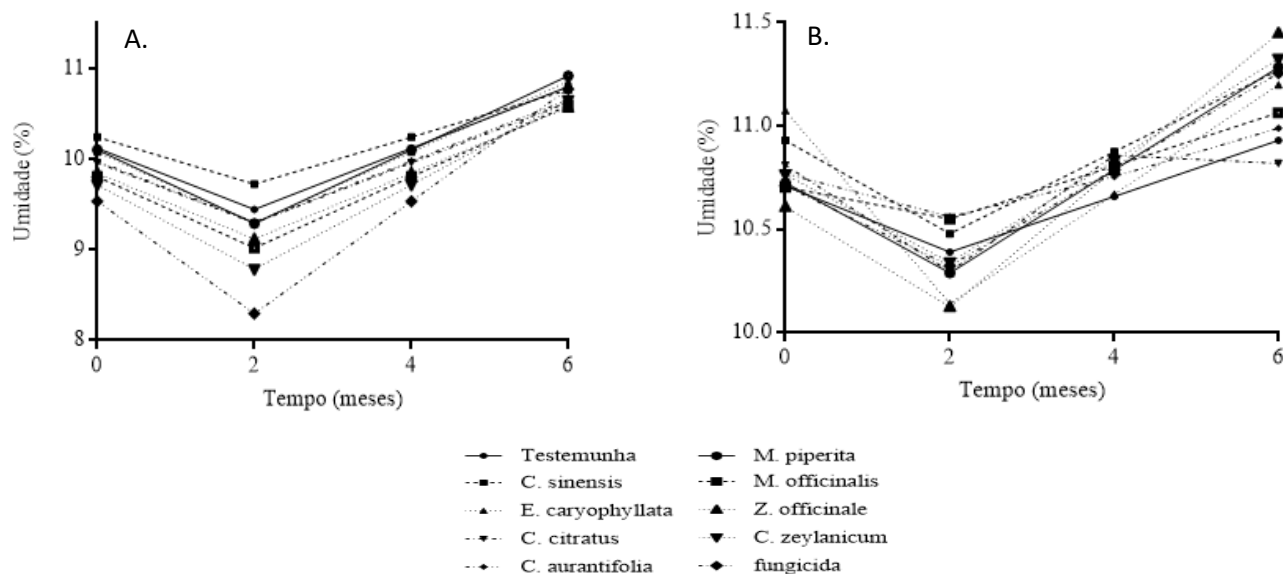 A.
Umidade (%)
11
10
9
8
0 2 4 6
Tempo (meses)
B.
Umidade (%)
11.5
11.0
10.5
10.0
0 2 4 6
Tempo (meses)
Testemunha
C. sinensis
E. caryophyllata
C. citratus
C. aurantifolia
M. piperita
M. officinalis
Z. officinale
C. zeylanicum
fungicida